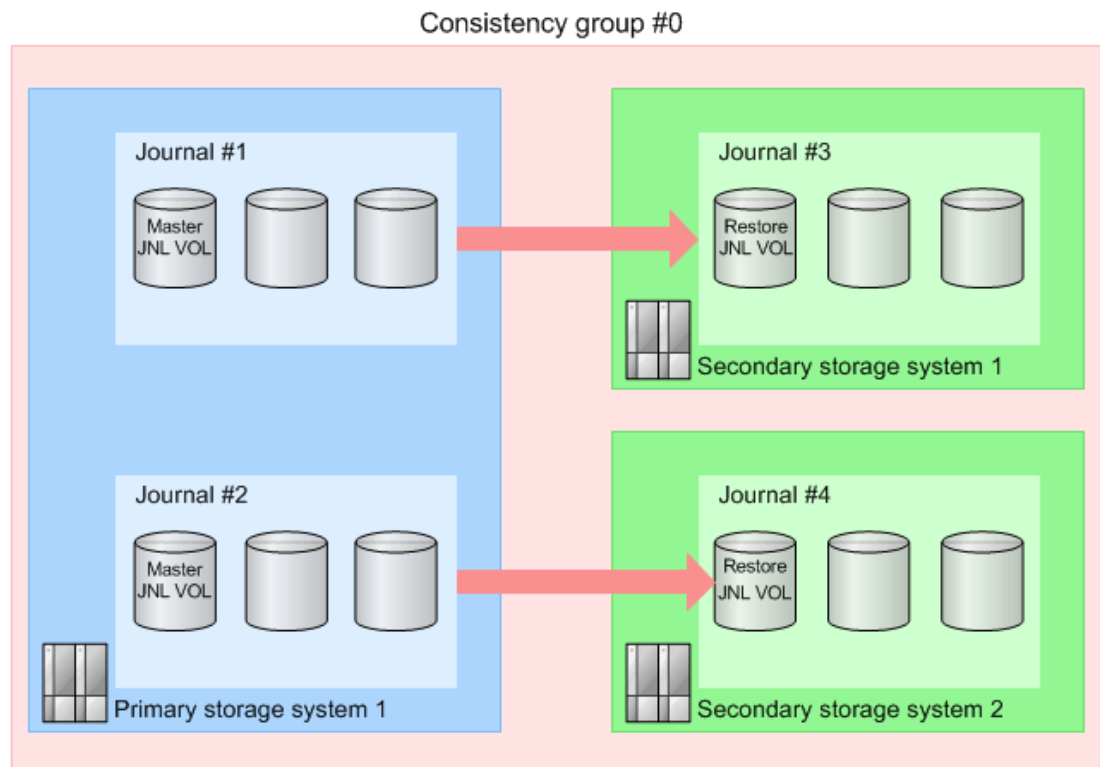 Consistency group #0
Journal #1
Master
JNL VOL
Journal #3
Restore
JNL VOL
Secondary storage system 1
Journal #2
Master
JNL VOL
Primary storage system 1
Journal #4
Restore
JNL VOL
Secondary storage system 2